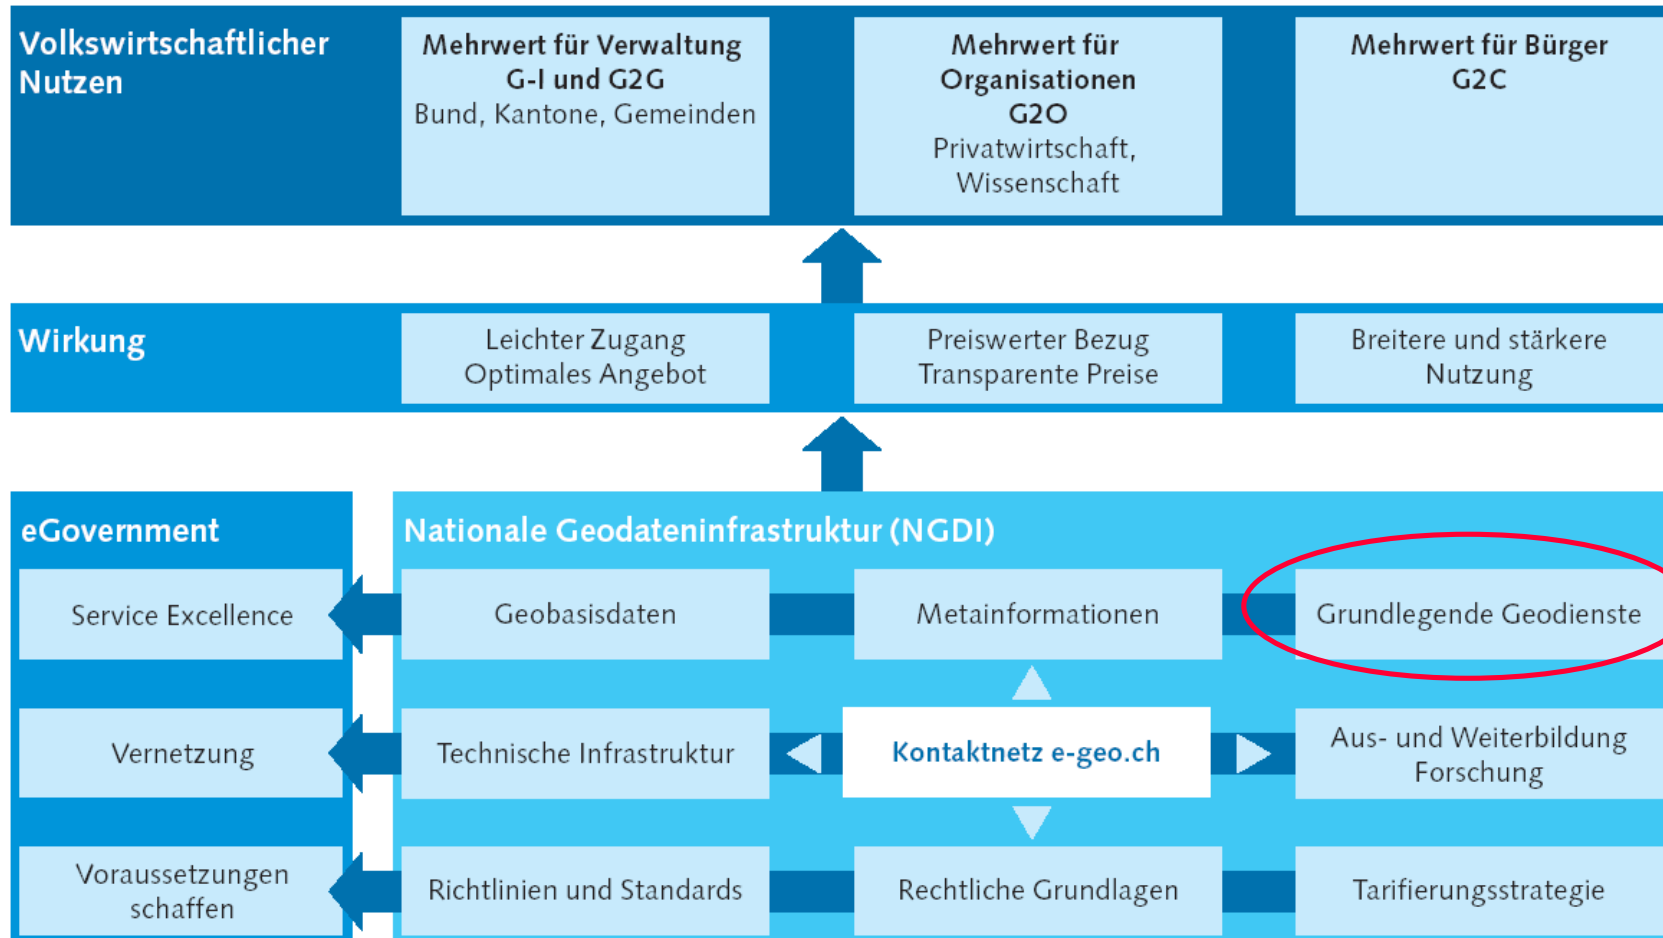 Volkswirtschaftlicher
Nutzen
Mehrwert für Verwaltung
G-I und G2G
Bund, Kantone, Gemeinden
Mehrwert für
Organisationen
G2O
Privatwirtschaft,
Wissenschaft
Mehrwert für Bürger
G2C
Wirkung
Leichter Zugang
Optimales Angebot
Preiswerter Bezug
Transparente Preise
Breitere und stärkere
Nutzung
eGovernment
Service Excellence
Vernetzung
Voraussetzungen
schaffen
Nationale Geodateninfrastruktur (NGDI)
Geobasisdaten
Metainformationen
Grundlegende Geodienste
Technische Infrastruktur
Kontaktnetz e-geo.ch
Aus- und Weiterbildung
Forschung
Richtlinien und Standards
Rechtliche Grundlagen
Tarifierungsstrategie